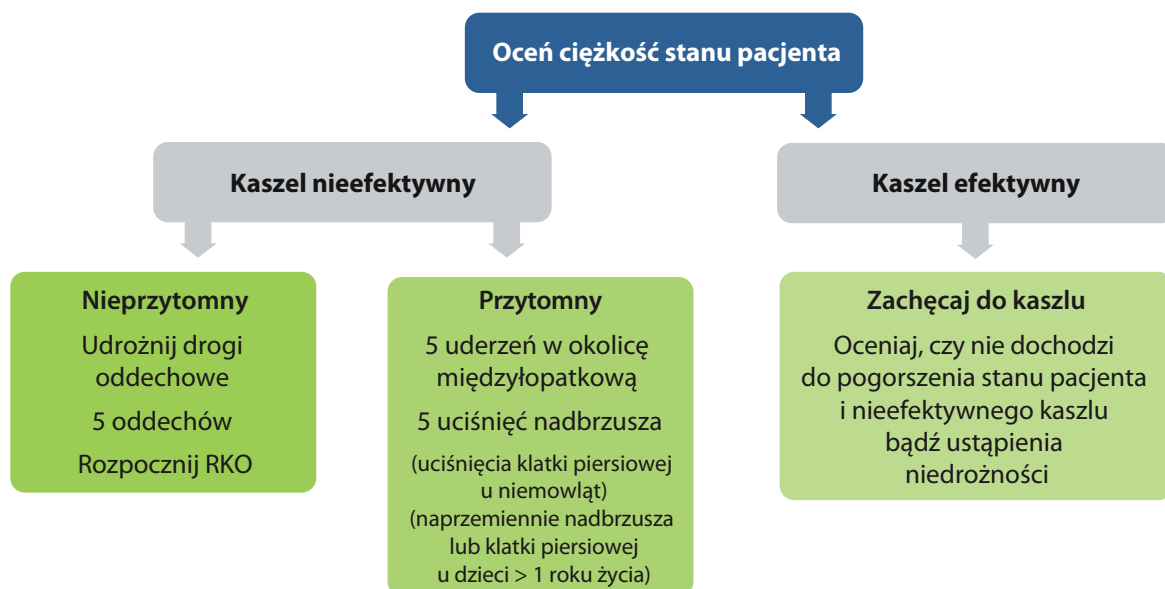 Oceń ciężkość stanu pacjenta
Kaszel nieefektywny
Kaszel efektywny
Nieprzytomny
Udrożnij drogi
oddechowe
5 oddechów
Rozpocznij RKO
Przytomny
5 uderzeń w okolicę
międzyłopatkową
5 uciśnięć nadbrzusza
(uciśnięcia klatki piersiowej
u niemowląt)
(naprzemiennie nadbrzusza
lub klatki piersiowej
u dzieci > 1 roku życia)
Zachęcaj do kaszlu
Oceniaj, czy nie dochodzi
do pogorszenia stanu pacjenta
i nieefektywnego kaszlu
bądź ustąpienia
niedrożności